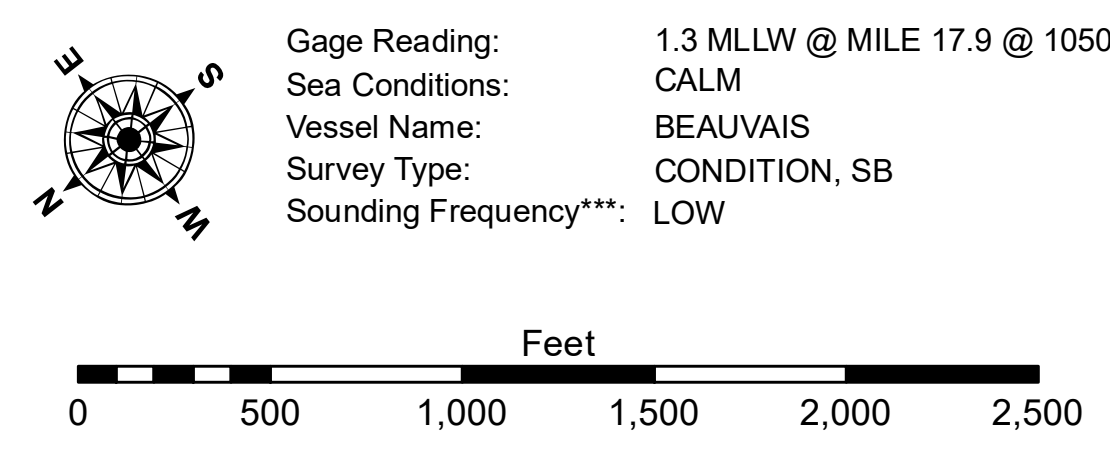 E
S
N
W
Gage Reading: 1.3 MLLW @ MILE 17.9 @ 1050
Sea Conditions: CALM
Vessel Name: BEAUVAIS
Survey Type: CONDITION, SB
Sounding Frequency***: LOW
Feet
0 500 1,000 1,500 2,000 2,500